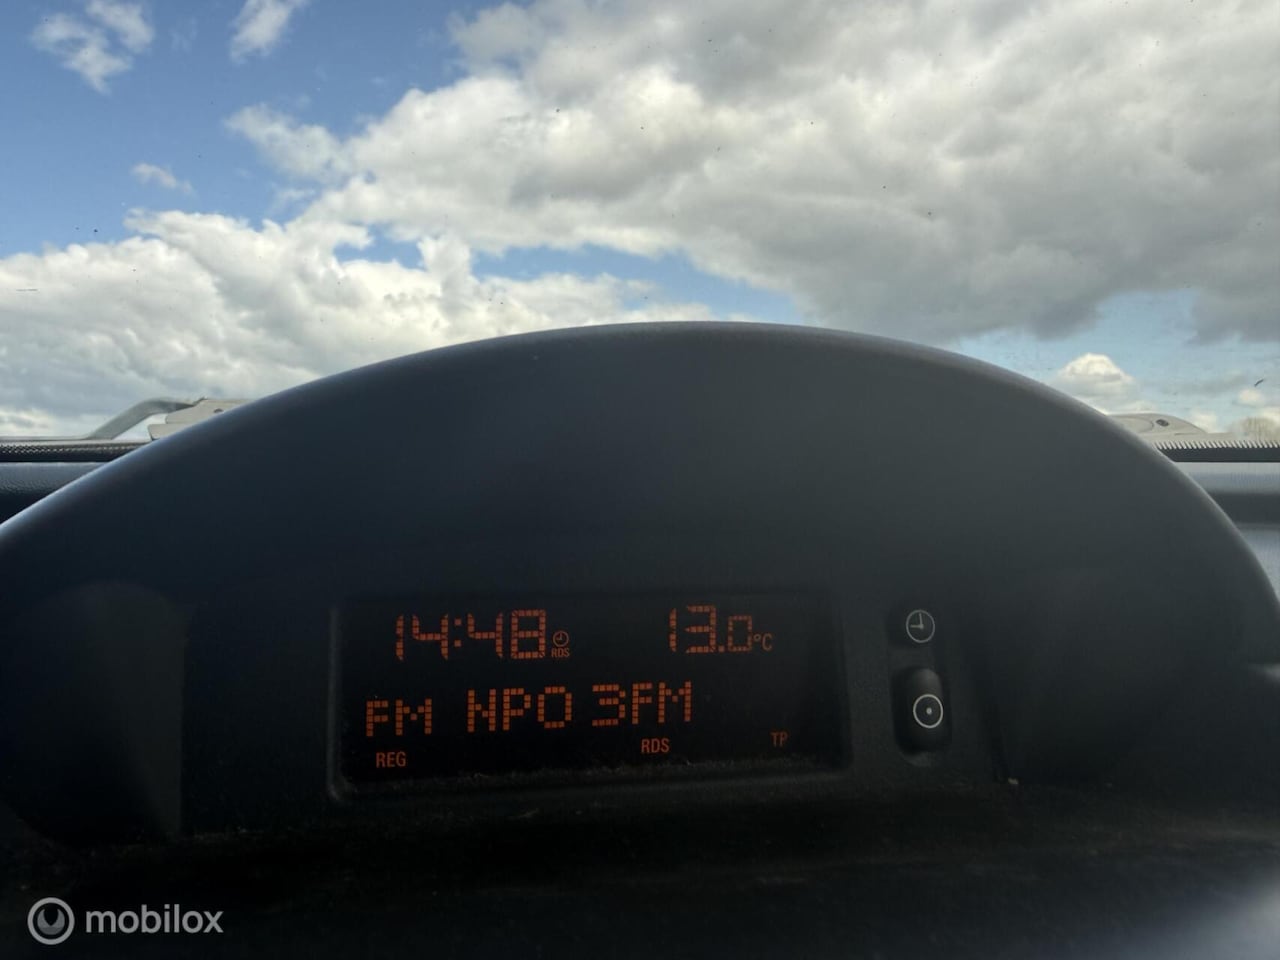 14:48 RDS 13.0°C
FM NPO 3FM
REG RDS TP
mobilox